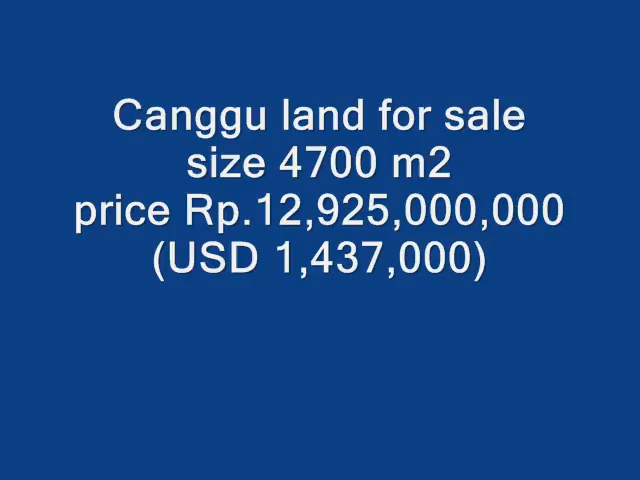 Canggu land for sale
size 4700 m2
price Rp.12,925,000,000
(USD 1,437,000)